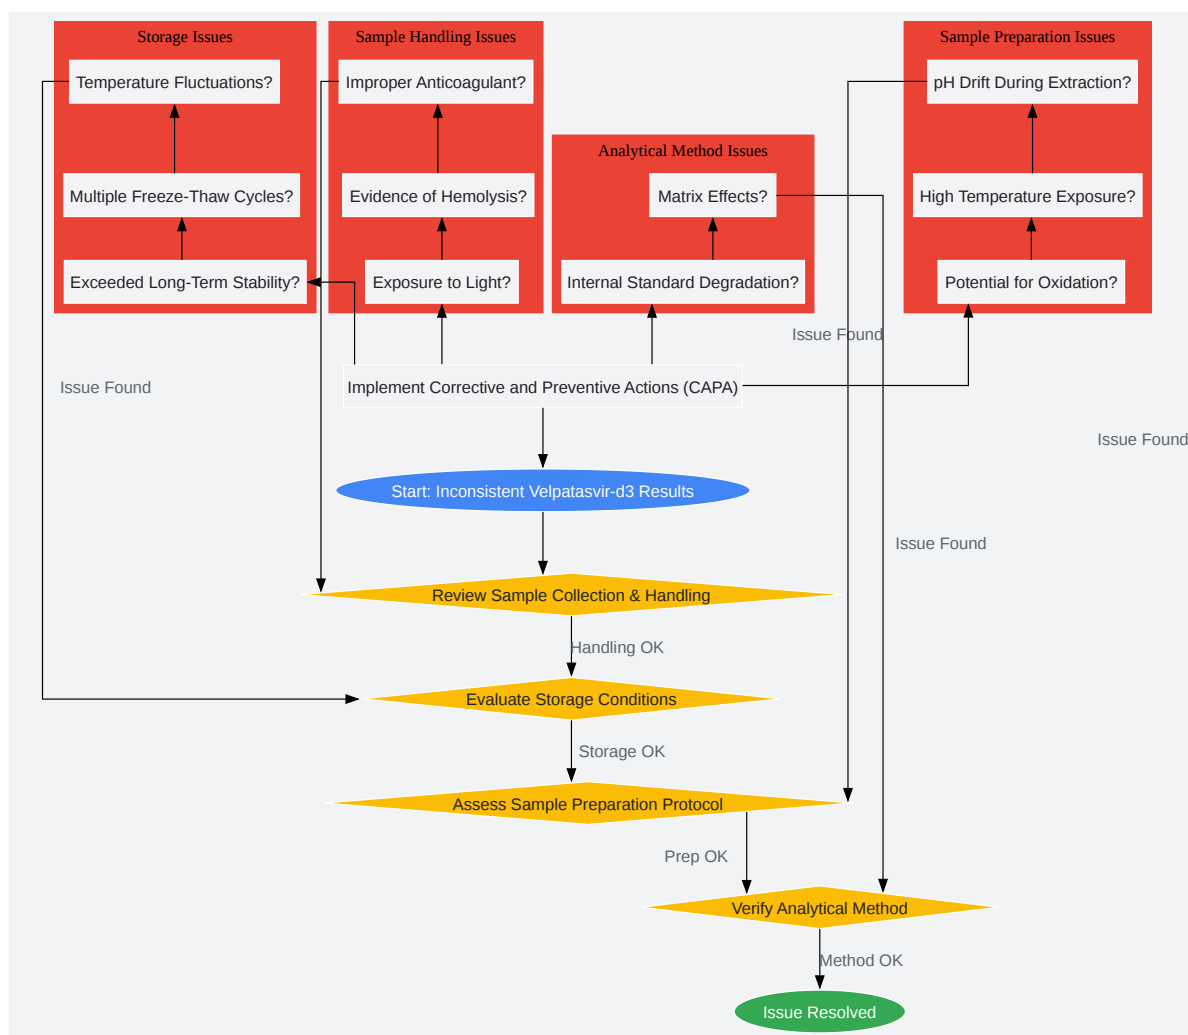 Storage Issues
Sample Handling Issues
Sample Preparation Issues
Temperature Fluctuations?
Improper Anticoagulant?
pH Drift During Extraction?
Analytical Method Issues
Multiple Freeze-Thaw Cycles?
Evidence of Hemolysis?
Matrix Effects?
High Temperature Exposure?
Exceeded Long-Term Stability?
Exposure to Light?
Internal Standard Degradation?
Potential for Oxidation?
Issue Found
Issue Found
Implement Corrective and Preventive Actions (CAPA)
Issue Found
Start: Inconsistent Velpatasvir-d3 Results
Issue Found
Review Sample Collection & Handling
Handling OK
Evaluate Storage Conditions
Storage OK
Assess Sample Preparation Protocol
Prep OK
Verify Analytical Method
Method OK
Issue Resolved